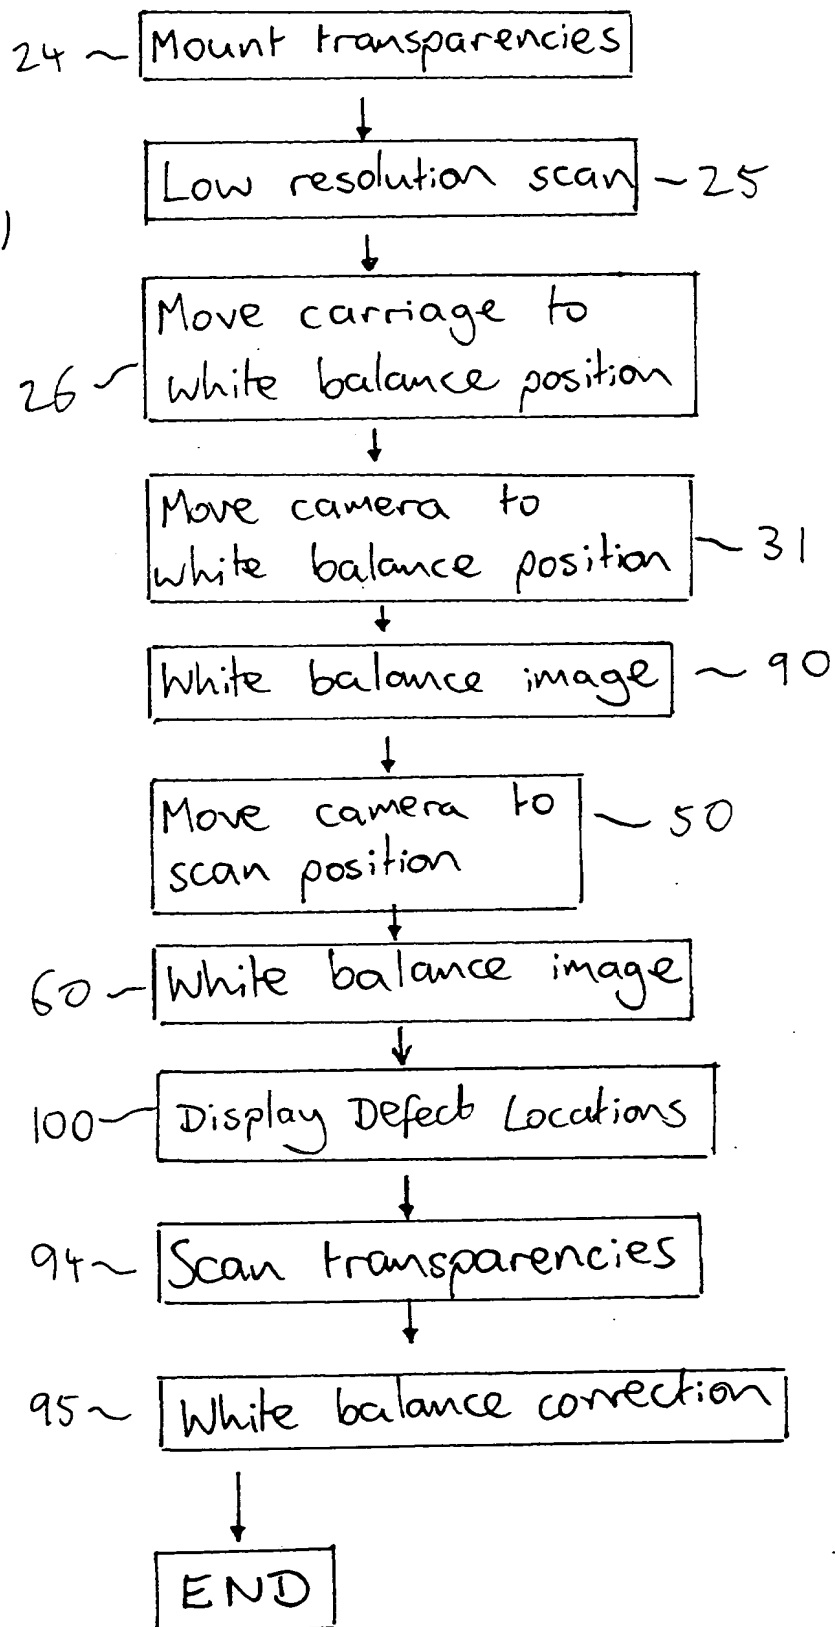 24 Mount transparencies
Low resolution scan 25
)
Move carriage to
26 white balance position
Move camera to
white balance position 31
White balance image 90
Move camera to 50
scan position
60 White balance image
100 Display Defect Locations
94 Scan transparencies
95 White balance correction
END